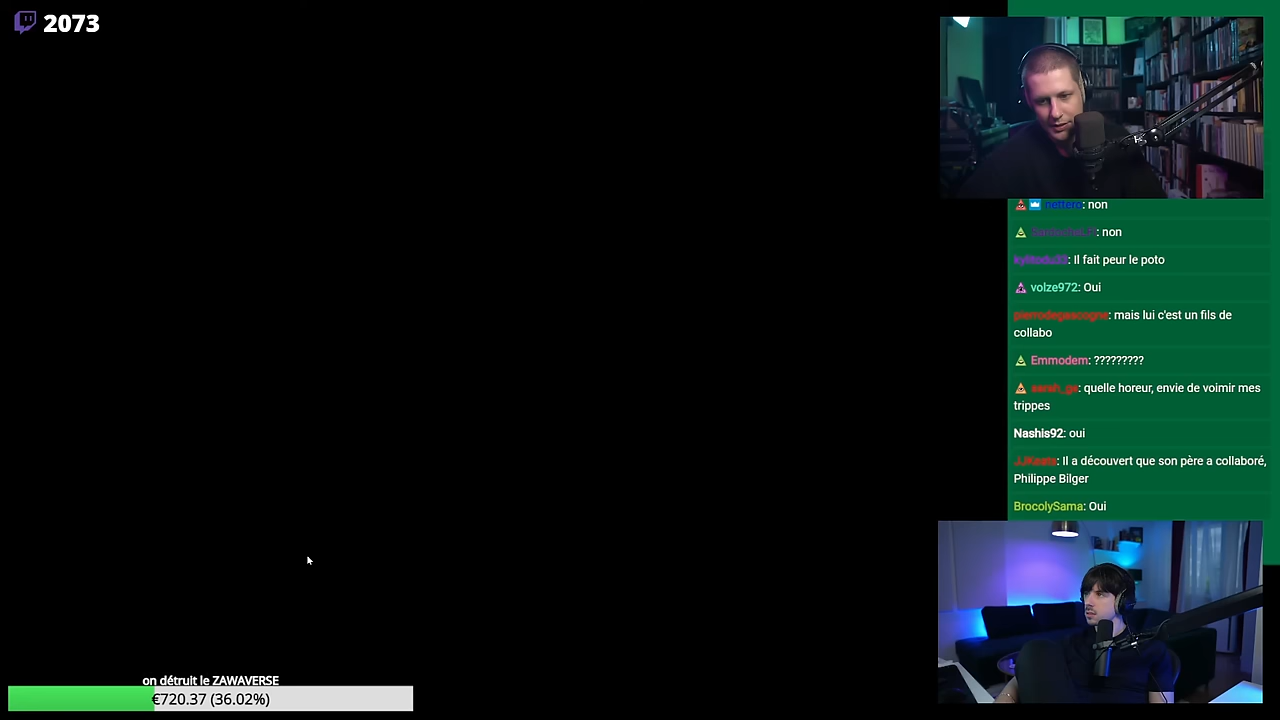 2073
: non
: non
: Il fait peur le poto
volze972: Oui
: mais lui c'est un fils de
collabo
Emmodem: ?????????
: quelle horeur, envie de voimir mes
trippes
Nashis92: oui
: Il a découvert que son père a collaboré,
Philippe Bilger
BrocolySama: Oui
on détruit le ZAWAVERSE
€720.37 (36.02%)